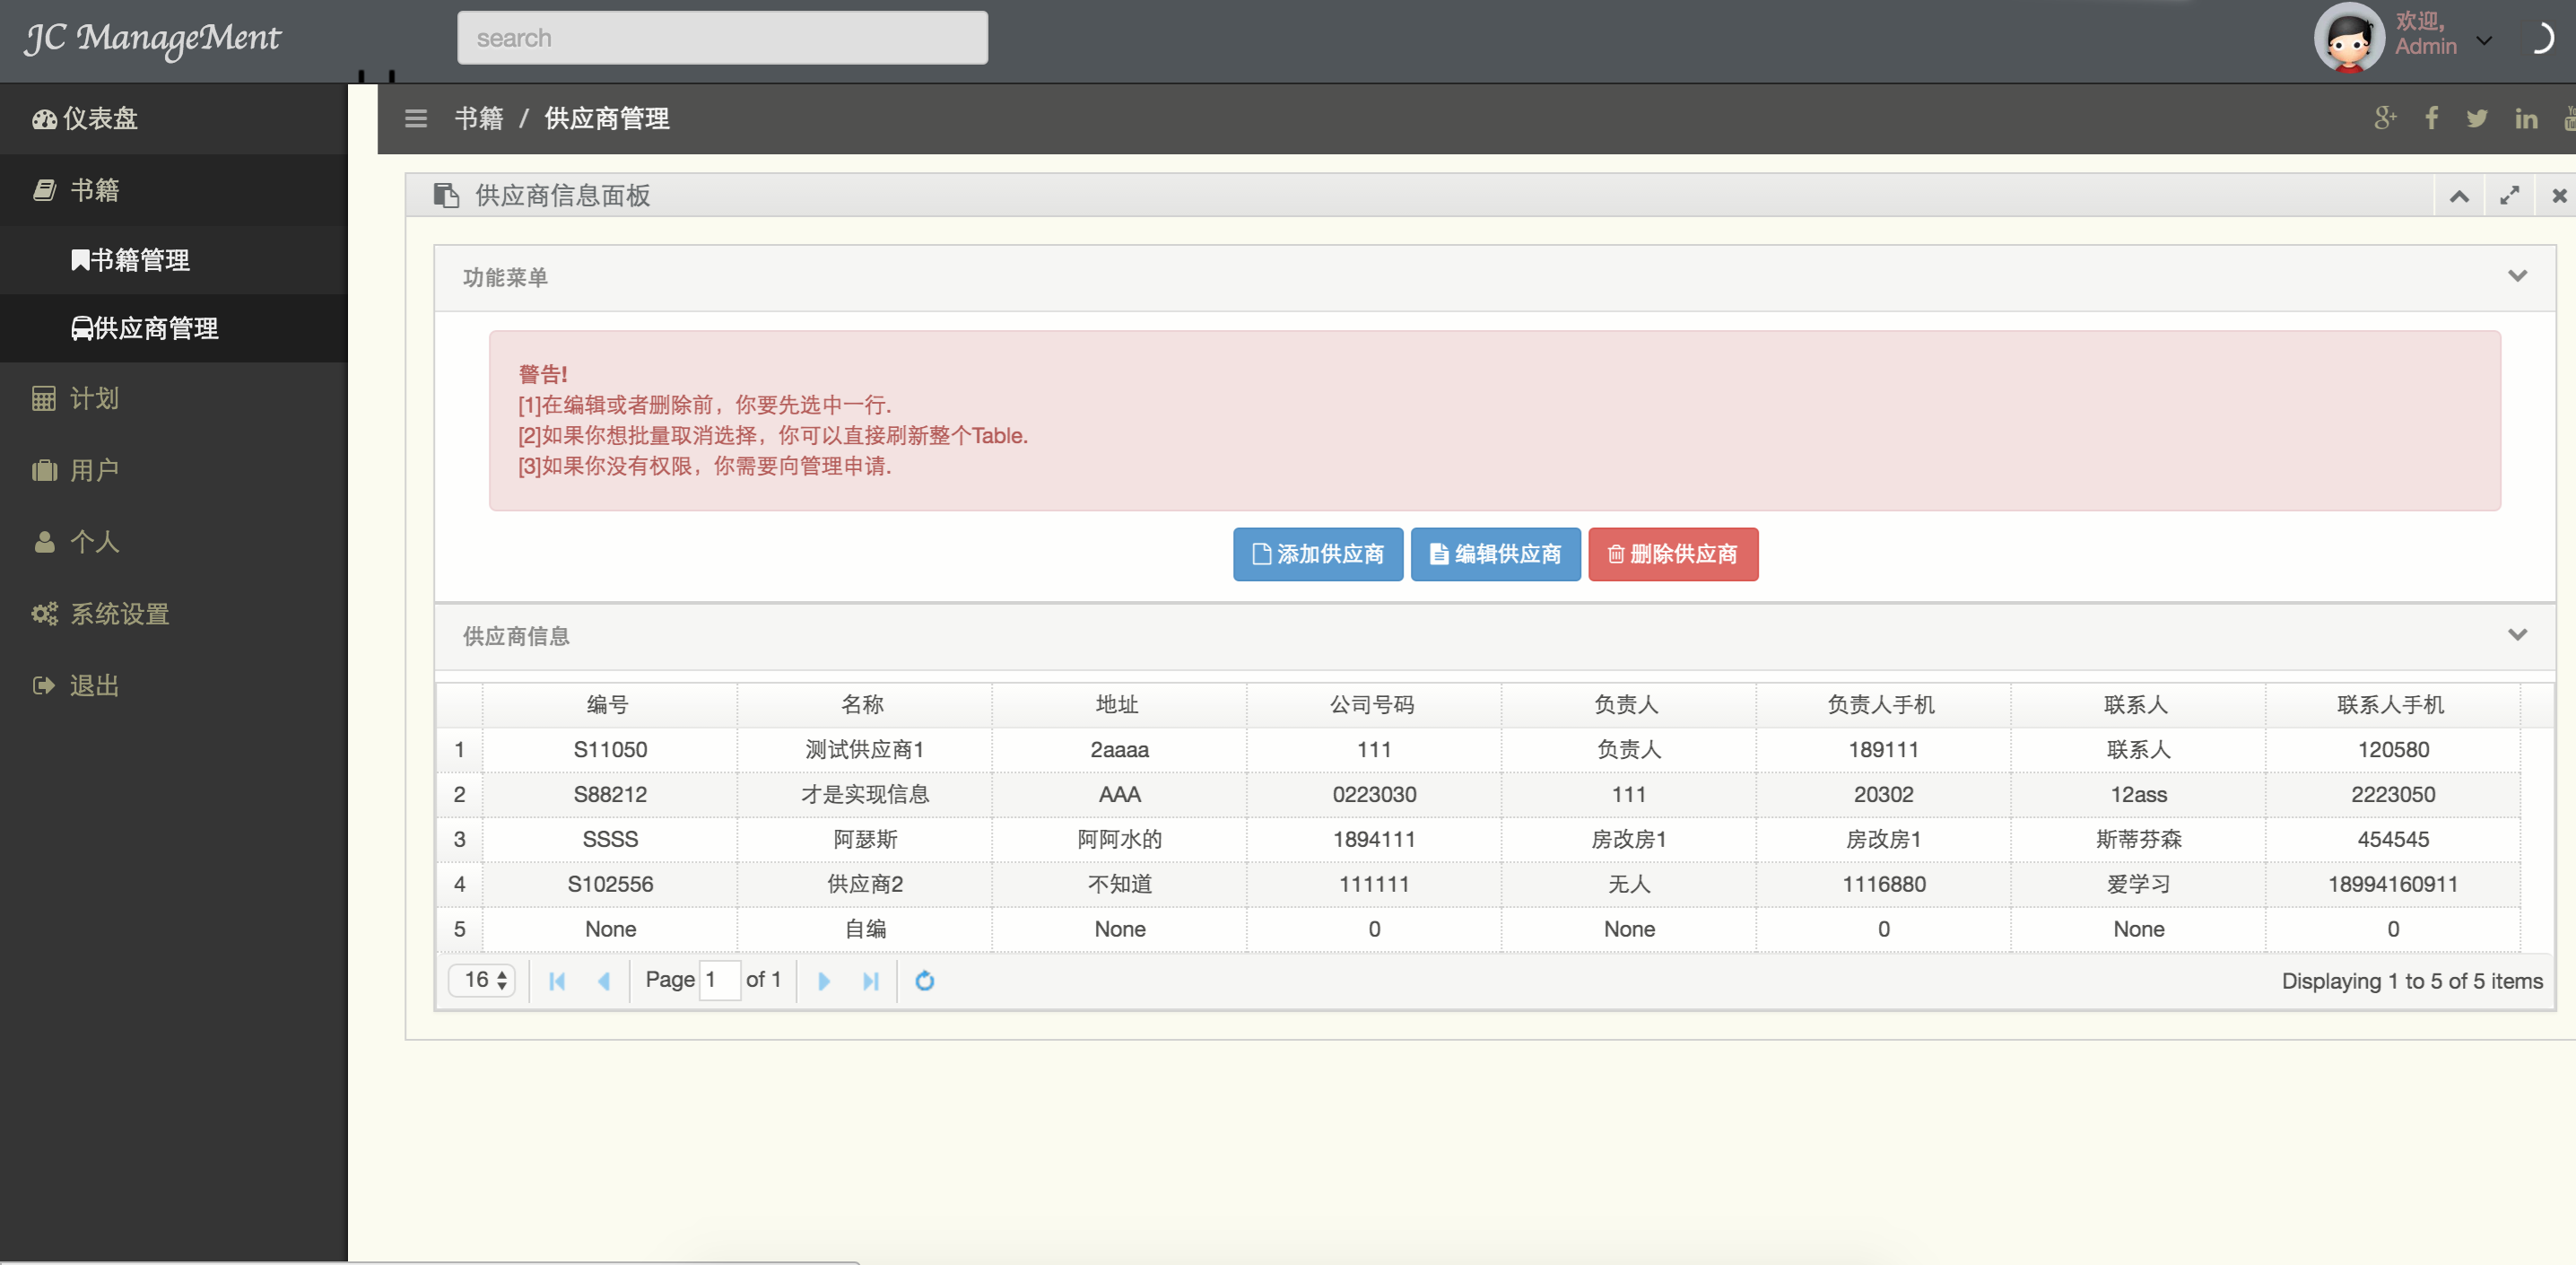 JC ManageMent
search
欢迎,
Admin
仪表盘
书籍
书籍管理
供应商管理
计划
用户
个人
系统设置
退出
书籍 / 供应商管理
供应商信息面板
功能菜单
警告!
[1]在编辑或者删除前，你要先选中一行.
[2]如果你想批量取消选择，你可以直接刷新整个Table.
[3]如果你没有权限，你需要向管理申请.
添加供应商 编辑供应商 删除供应商
供应商信息
编号 名称 地址 公司号码 负责人 负责人手机 联系人 联系人手机
1 S11050 测试供应商1 2aaaa 111 负责人 189111 联系人 120580
2 S88212 才是实现信息 AAA 0223030 111 20302 12ass 2223050
3 SSSS 阿瑟斯 阿阿水的 1894111 房改房1 房改房1 斯蒂芬森 454545
4 S102556 供应商2 不知道 111111 无人 1116880 爱学习 18994160911
5 None 自编 None 0 None 0 None 0
16 Page 1 of 1 Displaying 1 to 5 of 5 items